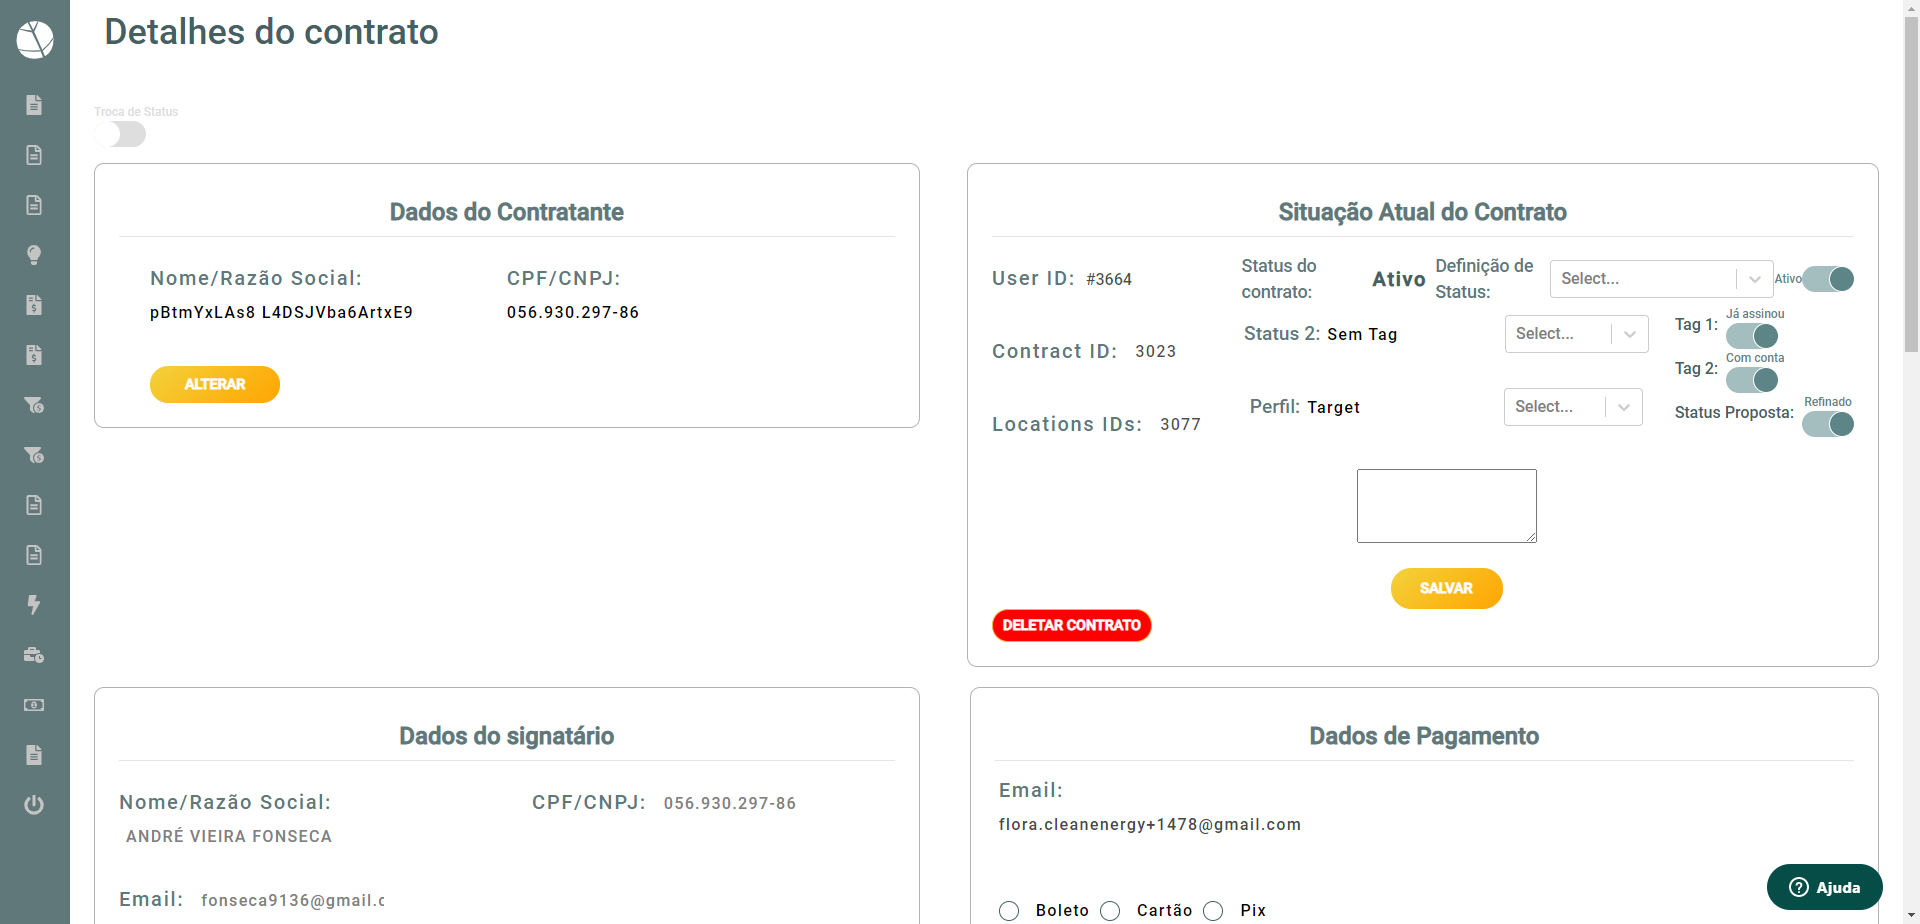 Detalhes do contrato
Troca de Status
Dados do Contratante
Nome/Razão Social:
CPF/CNPJ:
pBtmYxLAs8 L4DSJVba6ArtxE9
056.930.297-86
ALTERAR
Situação Atual do Contrato
User ID: #3664
Status do
contrato:
Ativo
Definição de
Status:
Select...
Ativo
Contract ID: 3023
Status 2: Sem Tag
Select...
Tag 1:
Já assinou
Tag 2:
Com conta
Locations IDs: 3077
Perfil: Target
Select...
Status Proposta:
Refinado
SALVAR
DELETAR CONTRATO
Dados do signatário
Nome/Razão Social:
ANDRÉ VIEIRA FONSECA
CPF/CNPJ: 056.930.297-86
Email: fonseca9136@gmail.c
Dados de Pagamento
Email:
flora.cleanenergy+1478@gmail.com
Boleto
Cartão
Pix
Ajuda